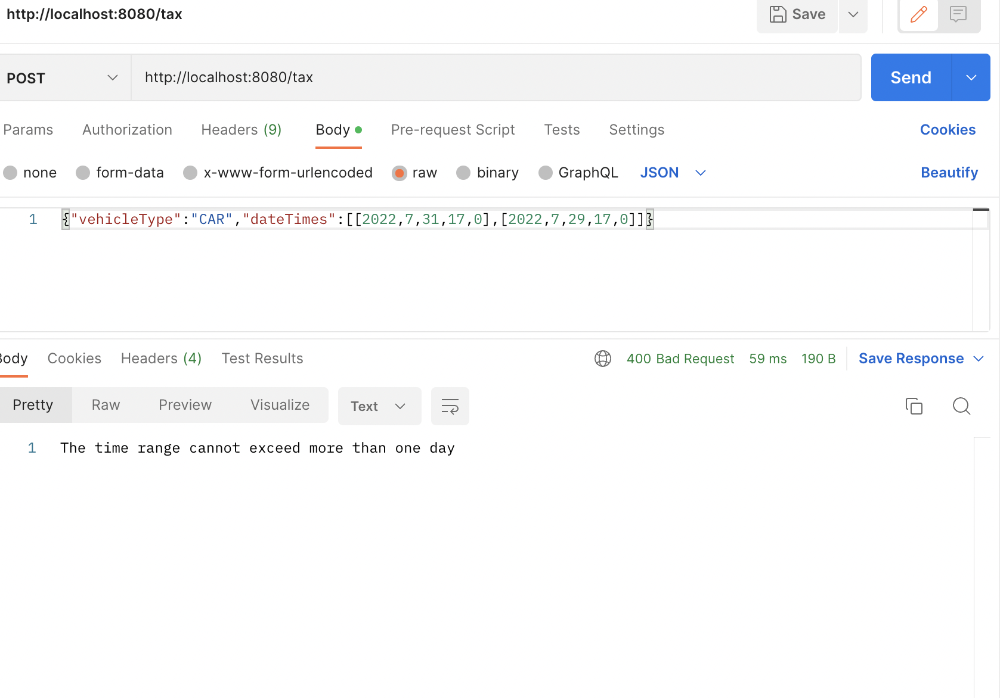 http://localhost:8080/tax
Save
POST
http://localhost:8080/tax
Send
Params Authorization Headers (9) Body Pre-request Script Tests Settings Cookies
none form-data x-www-form-urlencoded raw binary GraphQL JSON Beautify
1 {"vehicleType":"CAR","dateTimes":[[2022,7,31,17,0],[2022,7,29,17,0]]}
Body Cookies Headers (4) Test Results 400 Bad Request 59 ms 190 B Save Response
Pretty Raw Preview Visualize Text
1 The time range cannot exceed more than one day